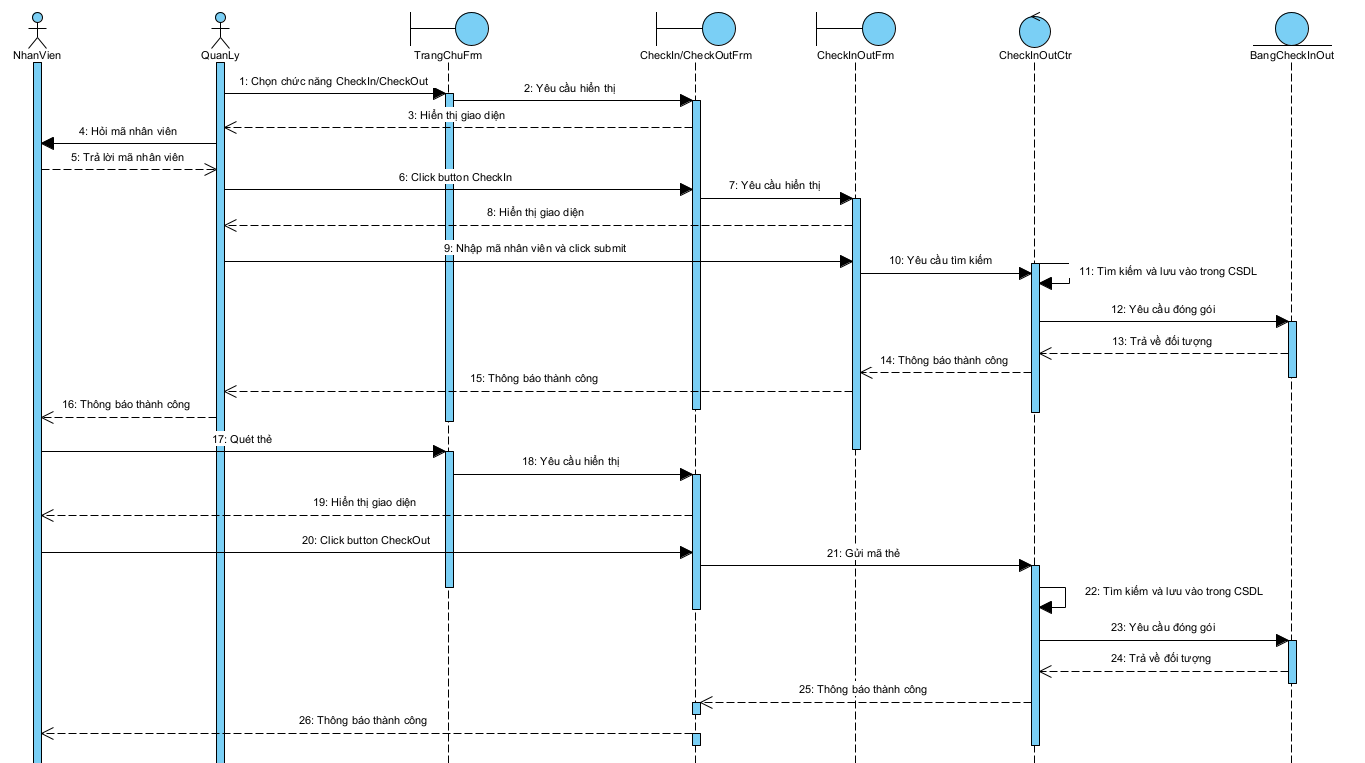 NhanVien
QuanLy
TrangChuFrm
CheckIn/CheckOutFrm
CheckInOutFrm
CheckInOutCtr
BangCheckInOut
1: Chọn chức năng CheckIn/CheckOut
2: Yêu cầu hiển thị
3: Hiển thị giao diện
4: Hỏi mã nhân viên
5: Trả lời mã nhân viên
6: Click button CheckIn
7: Yêu cầu hiển thị
8: Hiển thị giao diện
9: Nhập mã nhân viên và click submit
10: Yêu cầu tìm kiếm
11: Tìm kiếm và lưu vào trong CSDL
12: Yêu cầu đóng gói
13: Trả về đối tượng
14: Thông báo thành công
15: Thông báo thành công
16: Thông báo thành công
17: Quét thẻ
18: Yêu cầu hiển thị
19: Hiển thị giao diện
20: Click button CheckOut
21: Gửi mã thẻ
22: Tìm kiếm và lưu vào trong CSDL
23: Yêu cầu đóng gói
24: Trả về đối tượng
25: Thông báo thành công
26: Thông báo thành công